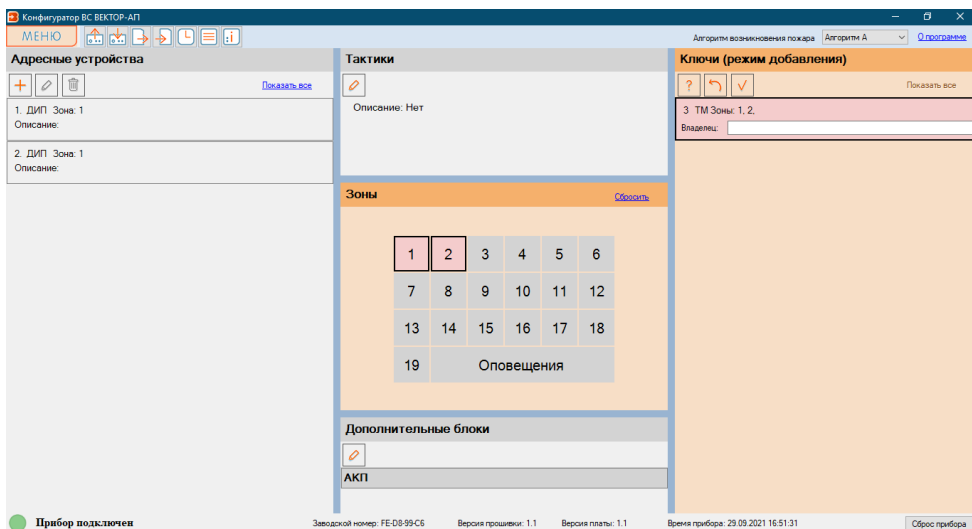 Конфигуратор ВС ВЕКТОР-АП
МЕНЮ
Алгоритм возникновения пожара Алгоритм А О программе
Адресные устройства
Показать все
1. ДИП Зона: 1
Описание:
2. ДИП Зона: 1
Описание:
Тактики
Описание: Нет
Зоны Сбросить
1 2 3 4 5 6
7 8 9 10 11 12
13 14 15 16 17 18
19 Оповещения
Дополнительные блоки
АКП
Ключи (режим добавления)
? Показать все
3 ТМ Зоны: 1, 2,
Владелец:
Прибор подключен Заводской номер: FE-D8-99-C6 Версия прошивки: 1.1 Версия платы: 1.1 Время прибора: 29.09.2021 16:51:31 Сброс прибора